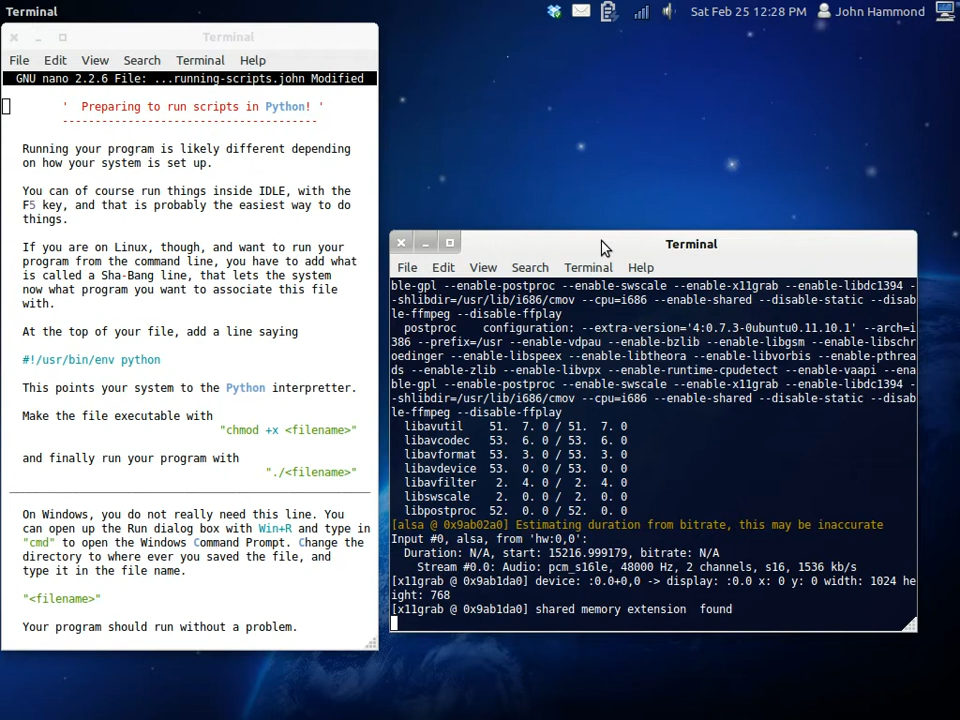 Terminal
Sat Feb 25 12:28 PM
John Hammond
Terminal
File Edit View Search Terminal Help
GNU nano 2.2.6 File: ...running-scripts.john Modified
' Preparing to run scripts in Python! '
-------------------------------------
Running your program is likely different depending
on how your system is set up.
You can of course run things inside IDLE, with the
F5 key, and that is probably the easiest way to do
things.
If you are on Linux, though, and want to run your
program from the command line, you have to add what
is called a Sha-Bang line, that lets the system
now what program you want to associate this file
with.
At the top of your file, add a line saying
#!/usr/bin/env python
This points your system to the Python interpretter.
Make the file executable with
"chmod +x <filename>"
and finally run your program with
"./<filename>"
On Windows, you do not really need this line. You
can open up the Run dialog box with Win+R and type in
"cmd" to open the Windows Command Prompt. Change the
directory to where ever you saved the file, and
type it in the file name.
"<filename>"
Your program should run without a problem.
Terminal
File Edit View Search Terminal Help
ble-gpl --enable-postproc --enable-swscale --enable-x11grab --enable-libdc1394 -
-shlibdir=/usr/lib/i686/cmov --cpu=i686 --enable-shared --disable-static --disab
le-ffmpeg --disable-ffplay
postproc configuration: --extra-version='4:0.7.3-0ubuntu0.11.10.1' --arch=i
386 --prefix=/usr --enable-vdpau --enable-bzlib --enable-libgsm --enable-libschr
oedinger --enable-libspeex --enable-libtheora --enable-libvorbis --enable-pthrea
ds --enable-zlib --enable-libvpx --enable-runtime-cpudetect --enable-vaapi --ena
ble-gpl --enable-postproc --enable-swscale --enable-x11grab --enable-libdc1394 -
-shlibdir=/usr/lib/i686/cmov --cpu=i686 --enable-shared --disable-static --disab
le-ffmpeg --disable-ffplay
libavutil 51. 7. 0 / 51. 7. 0
libavcodec 53. 6. 0 / 53. 6. 0
libavformat 53. 3. 0 / 53. 3. 0
libavdevice 53. 0. 0 / 53. 0. 0
libavfilter 2. 4. 0 / 2. 4. 0
libswscale 2. 0. 0 / 2. 0. 0
libpostproc 52. 0. 0 / 52. 0. 0
[alsa @ 0x9ab02a0] Estimating duration from bitrate, this may be inaccurate
Input #0, alsa, from 'hw:0,0':
Duration: N/A, start: 15216.999179, bitrate: N/A
Stream #0.0: Audio: pcm_s16le, 48000 Hz, 2 channels, s16, 1536 kb/s
[x11grab @ 0x9ab1da0] device: :0.0+0,0 -> display: :0.0 x: 0 y: 0 width: 1024 he
ight: 768
[x11grab @ 0x9ab1da0] shared memory extension found